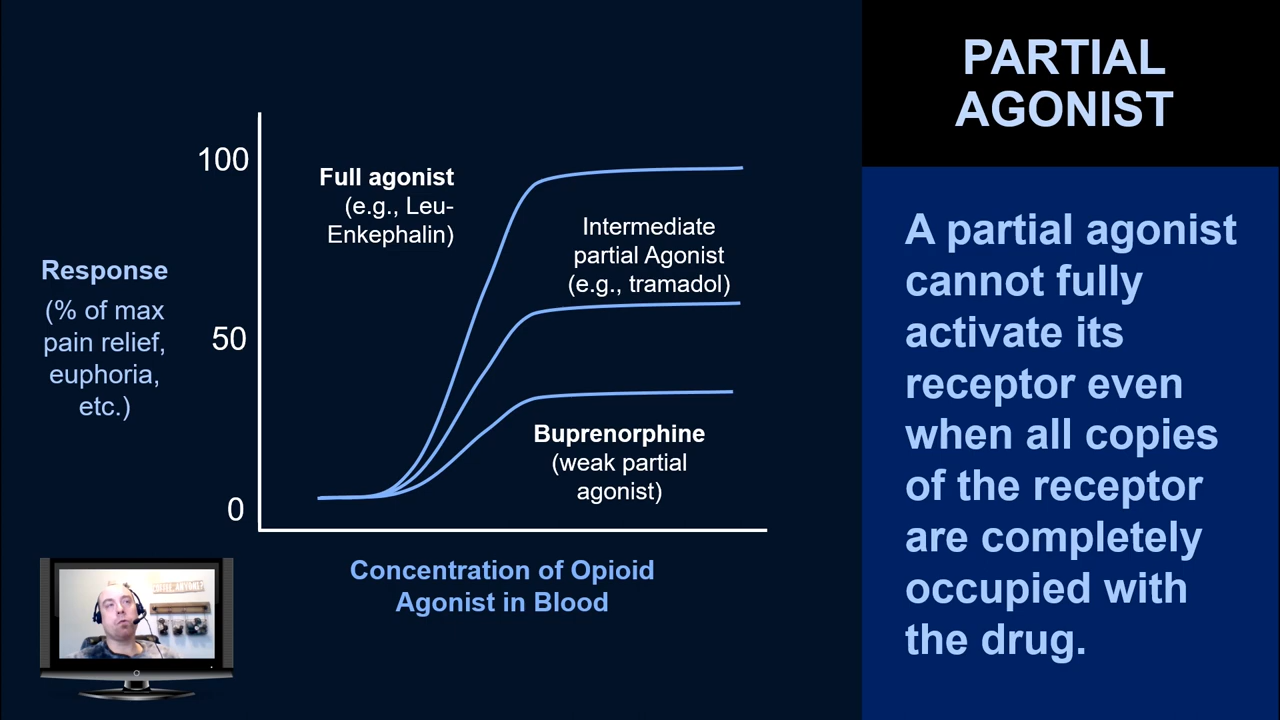 PARTIAL
AGONIST
100
50
0
Response
(% of max
pain relief,
euphoria,
etc.)
Full agonist
(e.g., Leu-
Enkephalin)
Intermediate
partial Agonist
(e.g., tramadol)
Buprenorphine
(weak partial
agonist)
Concentration of Opioid
Agonist in Blood
A partial agonist
cannot fully
activate its
receptor even
when all copies
of the receptor
are completely
occupied with
the drug.